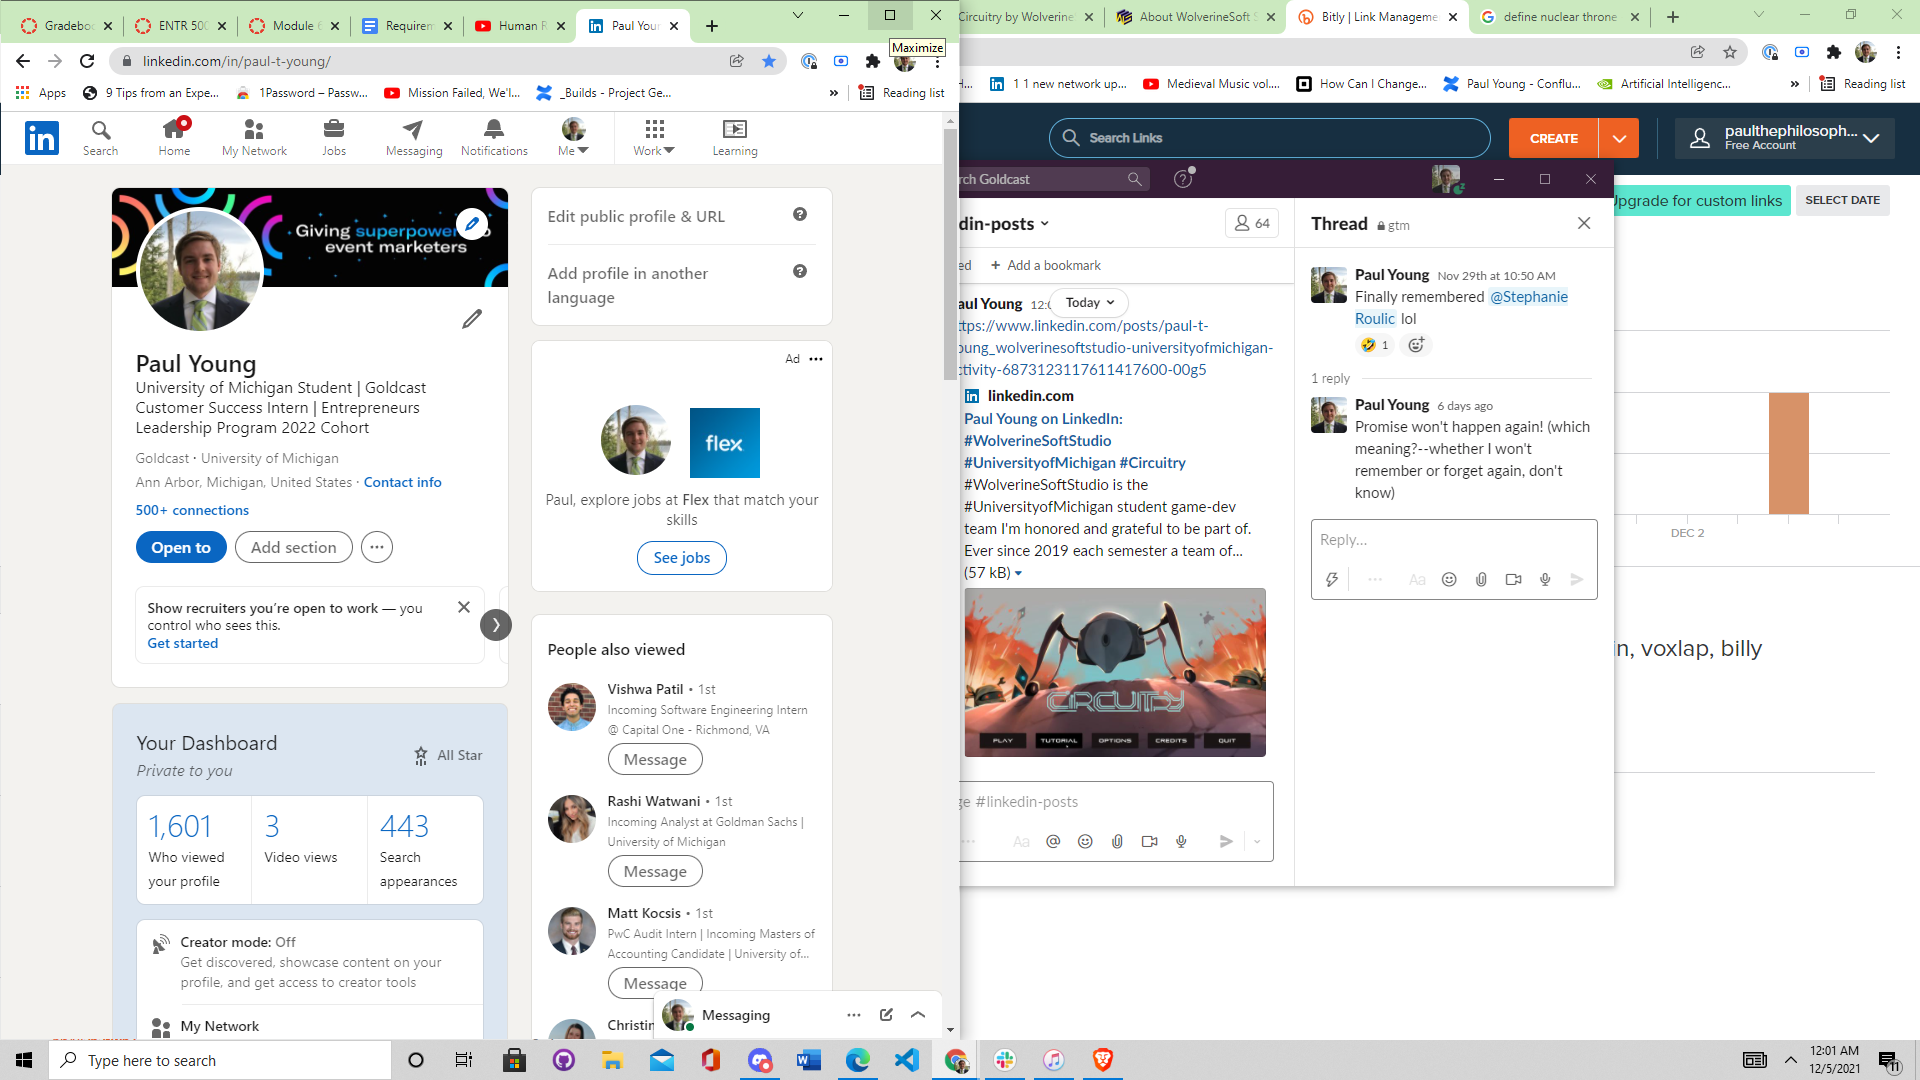 Gradeboo
ENTR 500
Module 6
Requirem
Human R
Paul You
Maximize
linkedin.com/in/paul-t-young/
Apps
9 Tips from an Expe...
1Password – Passw...
Mission Failed, We'l...
_Builds - Project Ge...
»
Reading list
Search
Home
My Network
Jobs
Messaging
Notifications
Me
Work
Learning
Giving superpower to
event marketers
Paul Young
University of Michigan Student | Goldcast
Customer Success Intern | Entrepreneurs
Leadership Program 2022 Cohort
Goldcast · University of Michigan
Ann Arbor, Michigan, United States · Contact info
500+ connections
Open to
Add section
Show recruiters you're open to work — you
control who sees this.
Get started
Your Dashboard
Private to you
All Star
1,601
Who viewed
your profile
3
Video views
443
Search
appearances
Creator mode: Off
Get discovered, showcase content on your
profile, and get access to creator tools
My Network
Edit public profile & URL
Add profile in another
language
Ad
flex
Paul, explore jobs at Flex that match your
skills
See jobs
People also viewed
Vishwa Patil • 1st
Incoming Software Engineering Intern
@ Capital One - Richmond, VA
Message
Rashi Watwani • 1st
Incoming Analyst at Goldman Sachs |
University of Michigan
Message
Matt Kocsis • 1st
PwC Audit Intern | Incoming Masters of
Accounting Candidate | University of...
Message
Christin
Messaging
Circuitry by Wolverine
About WolverineSoft S
Bitly | Link Manageme
define nuclear throne
H...
1 1 new network up...
Medieval Music vol....
How Can I Change...
Paul Young - Conflu...
Artificial Intelligenc...
»
Reading list
Search Links
CREATE
paulthephilosoph...
Free Account
Upgrade for custom links
SELECT DATE
DEC 2
ln, voxlap, billy
rch Goldcast
din-posts
64
ed
+ Add a bookmark
Today
aul Young 12:0
ttps://www.linkedin.com/posts/paul-t-
oung_wolverinesoftstudio-universityofmichigan-
ctivity-6873123117611417600-00g5
linkedin.com
Paul Young on LinkedIn:
#WolverineSoftStudio
#UniversityofMichigan #Circuitry
#WolverineSoftStudio is the
#UniversityofMichigan student game-dev
team I'm honored and grateful to be part of.
Ever since 2019 each semester a team of...
(57 kB)
CIRCUITRY
PLAY
TUTORIAL
OPTIONS
CREDITS
QUIT
ge #linkedin-posts
Aa
Thread
gtm
Paul Young Nov 29th at 10:50 AM
Finally remembered @Stephanie
Roulic lol
1
1 reply
Paul Young 6 days ago
Promise won't happen again! (which
meaning?--whether I won't
remember or forget again, don't
know)
Reply...
Aa
Type here to search
12:01 AM
12/5/2021
11